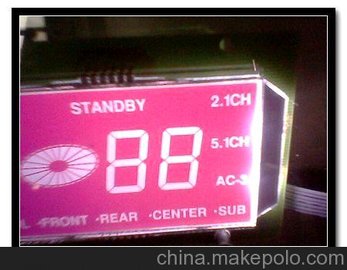 STANDBY 2.1CH
88 5.1CH
AC-3
L ·FRONT ·REAR ·CENTER ·SUB
china.makepolo.com